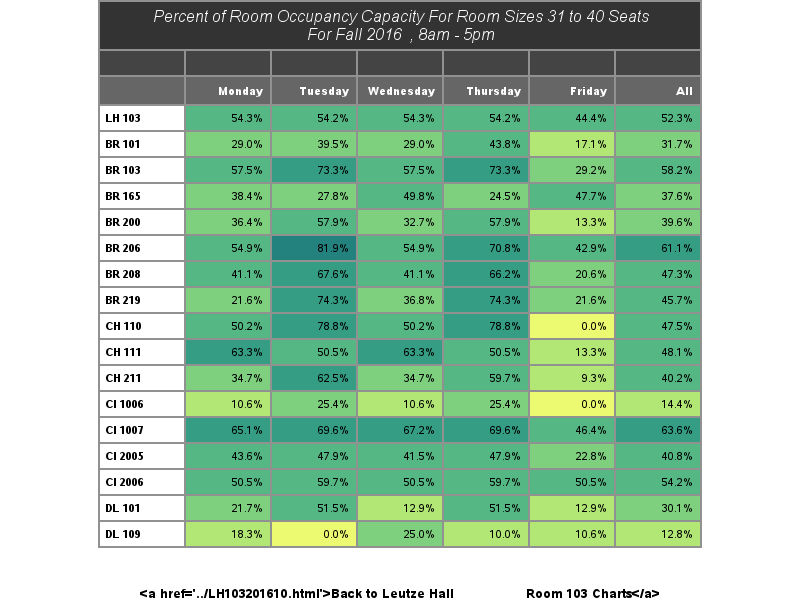 Percent of Room Occupancy Capacity For Room Sizes 31 to 40 Seats
For Fall 2016 , 8am - 5pm
Monday Tuesday Wednesday Thursday Friday All
LH 103 54.3% 54.2% 54.3% 54.2% 44.4% 52.3%
BR 101 29.0% 39.5% 29.0% 43.8% 17.1% 31.7%
BR 103 57.5% 73.3% 57.5% 73.3% 29.2% 58.2%
BR 165 38.4% 27.8% 49.8% 24.5% 47.7% 37.6%
BR 200 36.4% 57.9% 32.7% 57.9% 13.3% 39.6%
BR 206 54.9% 81.9% 54.9% 70.8% 42.9% 61.1%
BR 208 41.1% 67.6% 41.1% 66.2% 20.6% 47.3%
BR 219 21.6% 74.3% 36.8% 74.3% 21.6% 45.7%
CH 110 50.2% 78.8% 50.2% 78.8% 0.0% 47.5%
CH 111 63.3% 50.5% 63.3% 50.5% 13.3% 48.1%
CH 211 34.7% 62.5% 34.7% 59.7% 9.3% 40.2%
CI 1006 10.6% 25.4% 10.6% 25.4% 0.0% 14.4%
CI 1007 65.1% 69.6% 67.2% 69.6% 46.4% 63.6%
CI 2005 43.6% 47.9% 41.5% 47.9% 22.8% 40.8%
CI 2006 50.5% 59.7% 50.5% 59.7% 50.5% 54.2%
DL 101 21.7% 51.5% 12.9% 51.5% 12.9% 30.1%
DL 109 18.3% 0.0% 25.0% 10.0% 10.6% 12.8%
<a href='../LH103201610.html'>Back to Leutze Hall Room 103 Charts</a>